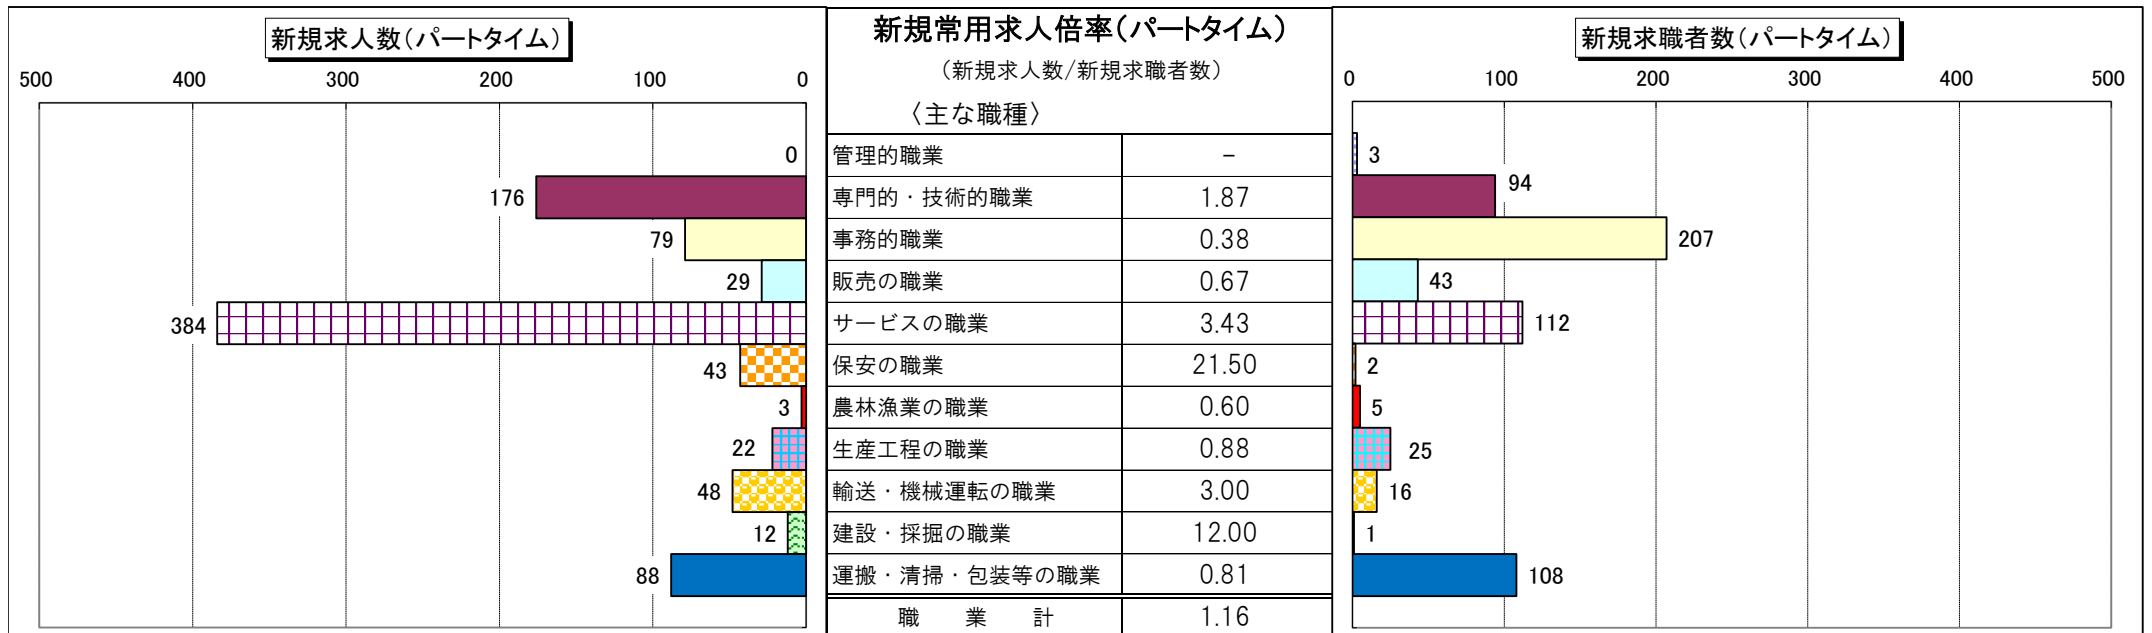 新規求人数(パートタイム)
500 400 300 200 100 0
0
176
79
29
384
43
3
22
48
12
88
新規常用求人倍率(パートタイム)
(新規求人数/新規求職者数)
〈主な職種〉
管理的職業 －
専門的・技術的職業 1.87
事務的職業 0.38
販売の職業 0.67
サービスの職業 3.43
保安の職業 21.50
農林漁業の職業 0.60
生産工程の職業 0.88
輸送・機械運転の職業 3.00
建設・採掘の職業 12.00
運搬・清掃・包装等の職業 0.81
職 業 計 1.16
新規求職者数(パートタイム)
0 100 200 300 400 500
3
94
207
43
112
2
5
25
16
1
108